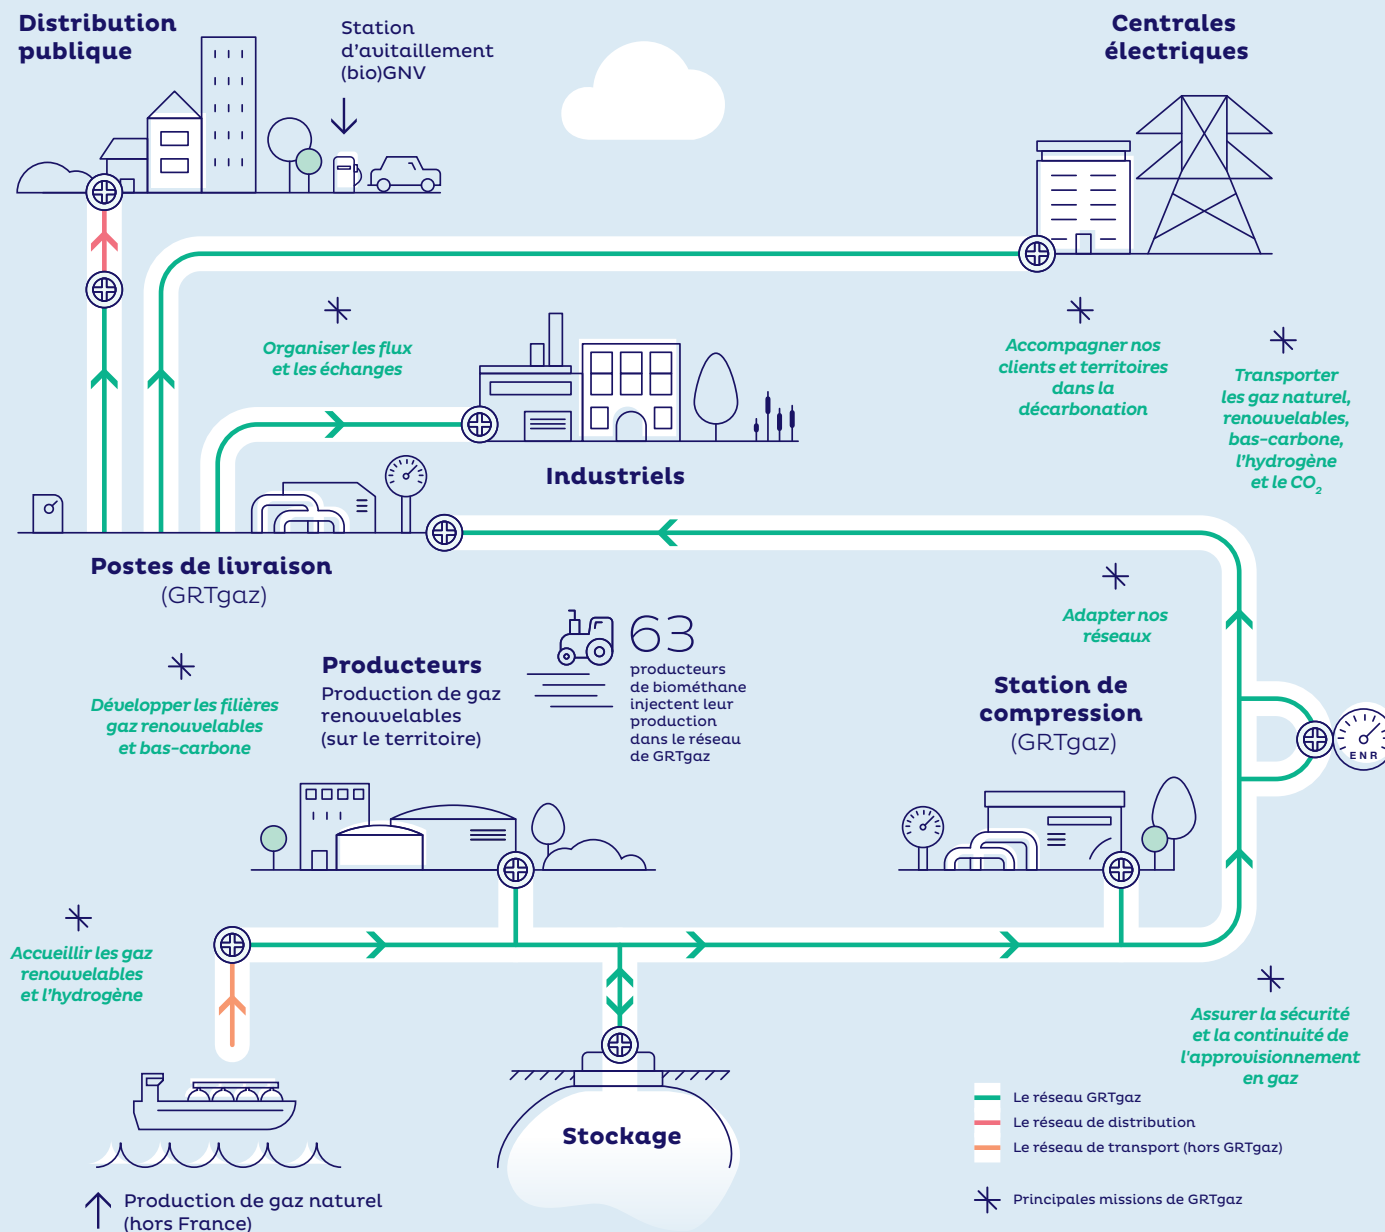 Distribution
publique
Station
d'avitaillement
(bio)GNV
Centrales
électriques
Organiser les flux
et les échanges
Accompagner nos
clients et territoires
dans la
décarbonation
Transporter
les gaz naturel,
renouvelables,
bas-carbone,
l'hydrogène
et le CO₂
Industriels
Postes de livraison
(GRTgaz)
Adapter nos
réseaux
Développer les filières
gaz renouvelables
et bas-carbone
Producteurs
Production de gaz
renouvelables
(sur le territoire)
63
producteurs
de biométhane
injectent leur
production
dans le réseau
de GRTgaz
Station de
compression
(GRTgaz)
ENR
Accueillir les gaz
renouvelables
et l'hydrogène
Assurer la sécurité
et la continuité de
l'approvisionnement
en gaz
Stockage
Production de gaz naturel
(hors France)
Le réseau GRTgaz
Le réseau de distribution
Le réseau de transport (hors GRTgaz)
Principales missions de GRTgaz